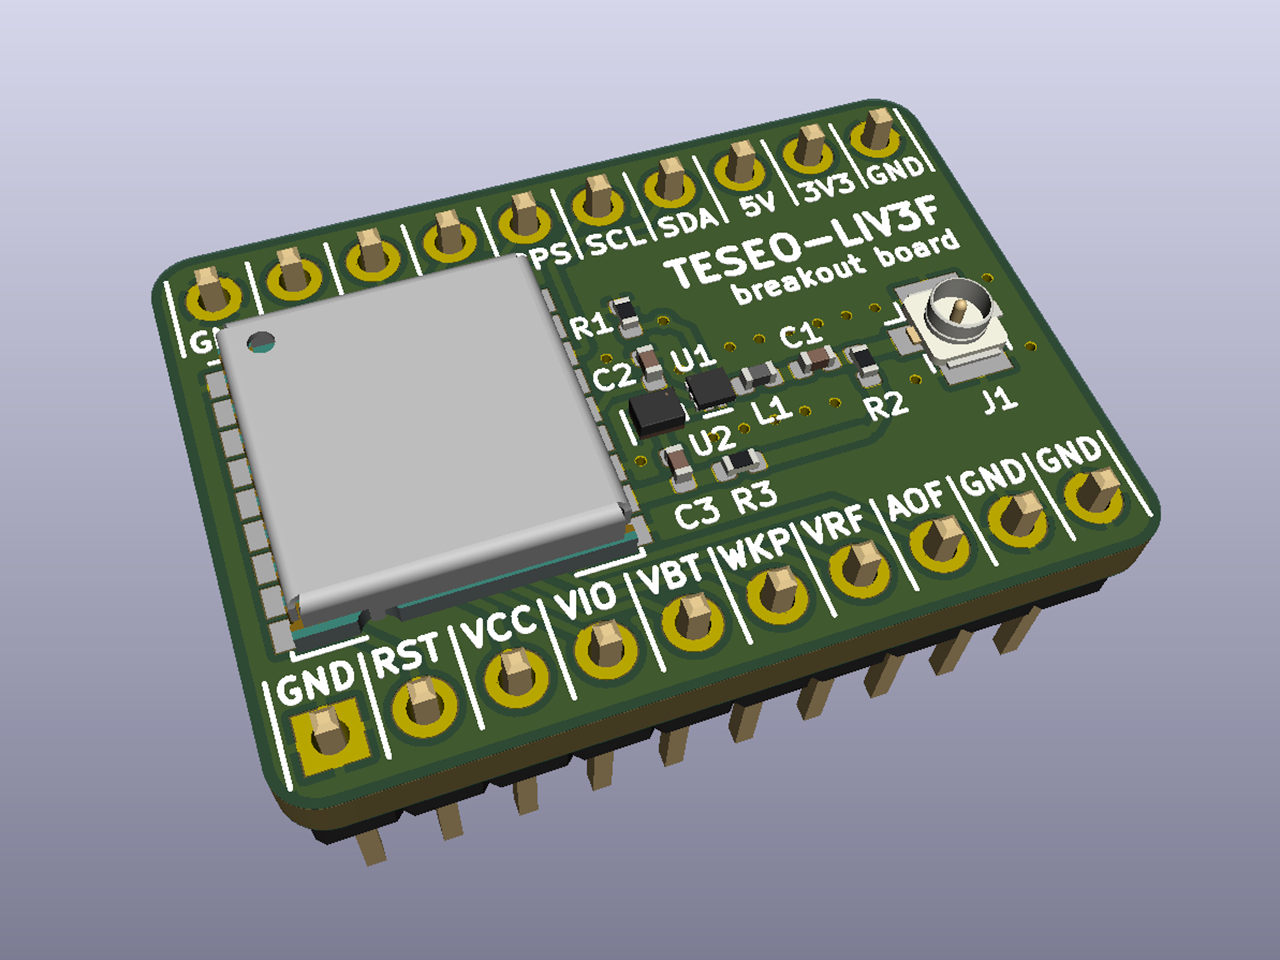 GND
3V3
5V
SDA
SCL
TESEO-LIV3F
breakout board
R1
C2
U1
C1
L1
R2
J1
U2
C3
R3
GND
RST
VCC
VIO
VBT
WKP
VRF
AOF
GND
GND